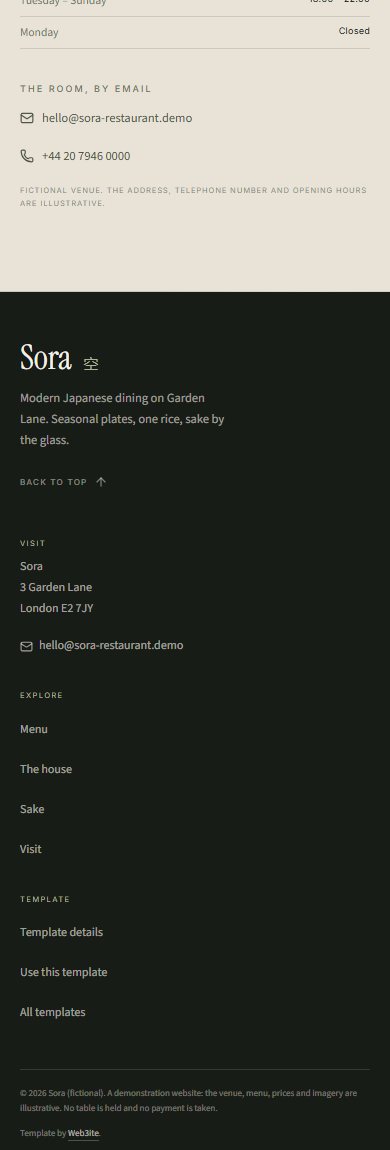 Tuesday – Sunday
Monday Closed
THE ROOM, BY EMAIL
hello@sora-restaurant.demo
+44 20 7946 0000
FICTIONAL VENUE. THE ADDRESS, TELEPHONE NUMBER AND OPENING HOURS
ARE ILLUSTRATIVE.
Sora 空
Modern Japanese dining on Garden
Lane. Seasonal plates, one rice, sake by
the glass.
BACK TO TOP
VISIT
Sora
3 Garden Lane
London E2 7JY
hello@sora-restaurant.demo
EXPLORE
Menu
The house
Sake
Visit
TEMPLATE
Template details
Use this template
All templates
© 2026 Sora (fictional). A demonstration website: the venue, menu, prices and imagery are
illustrative. No table is held and no payment is taken.
Template by Web3ite.